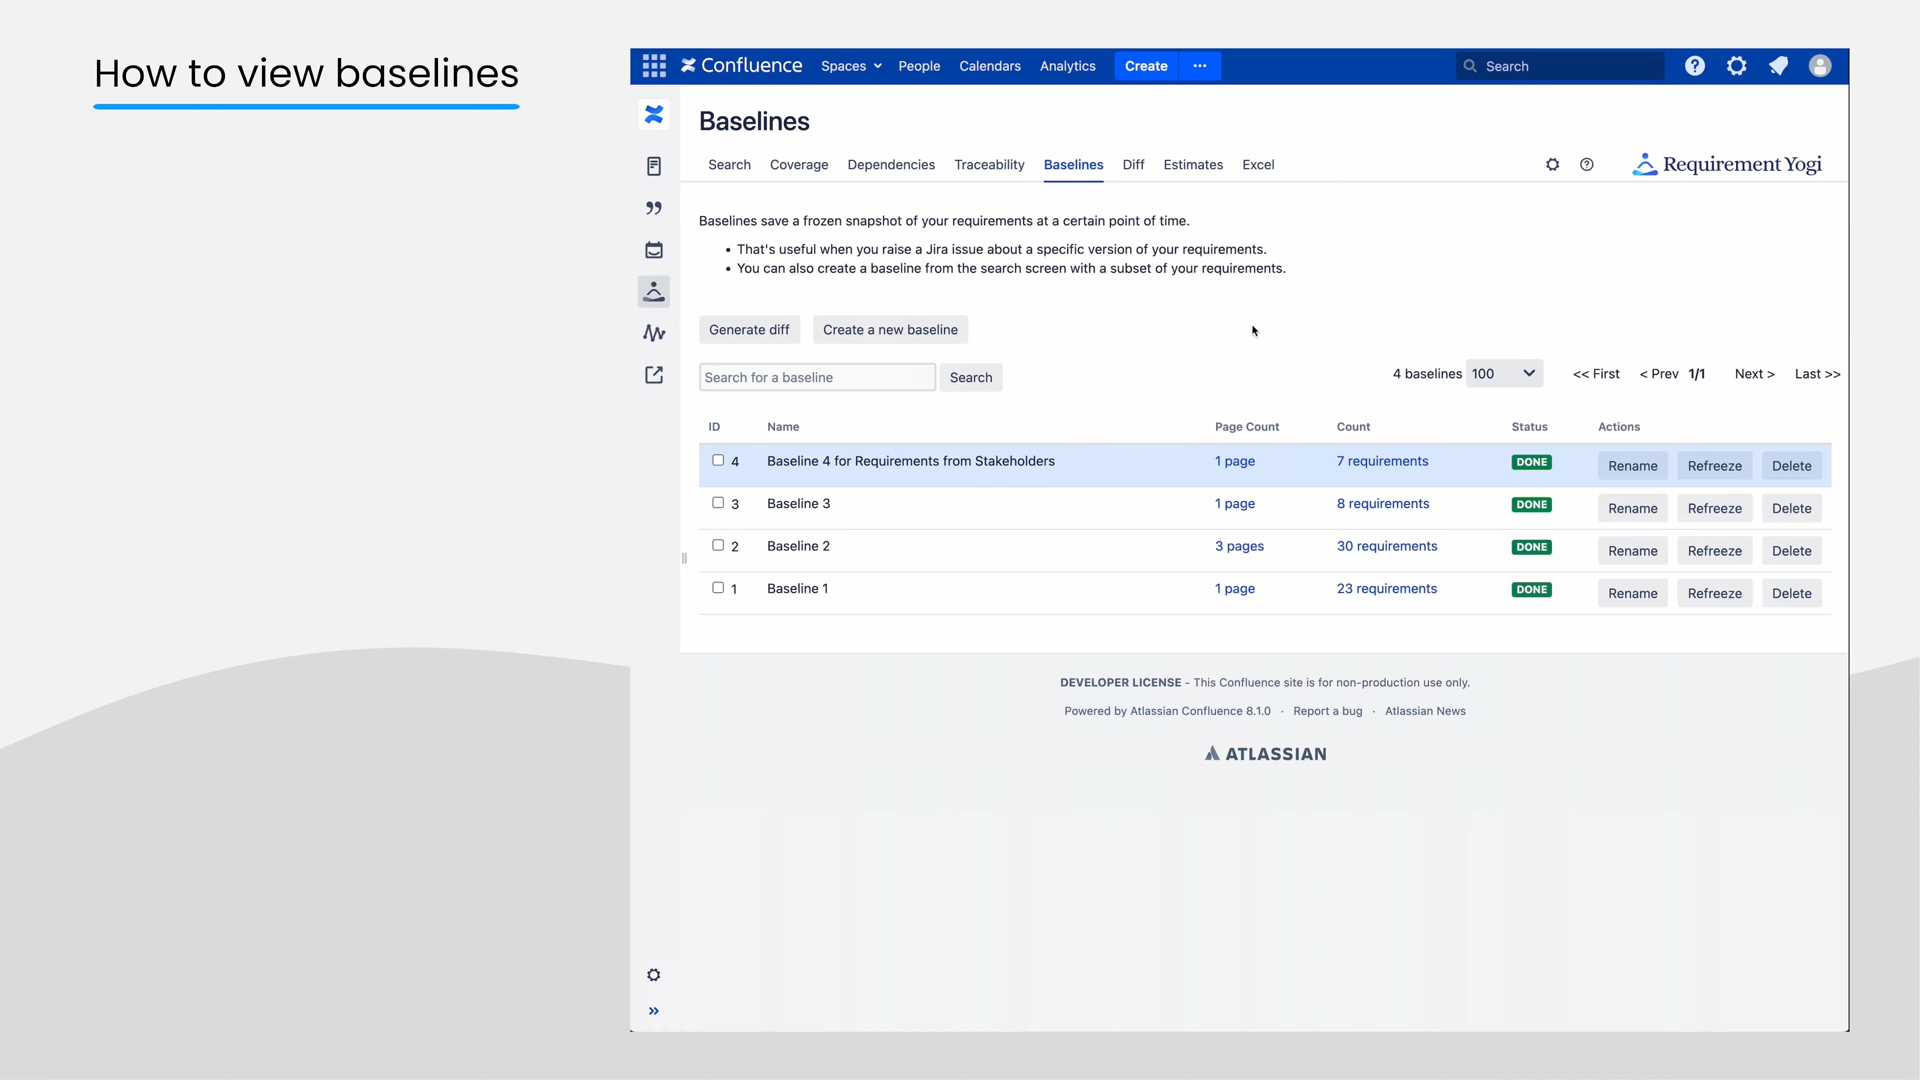 How to view baselines
Confluence Spaces People Calendars Analytics Create ··· Search
Baselines
Search Coverage Dependencies Traceability Baselines Diff Estimates Excel Requirement Yogi
Baselines save a frozen snapshot of your requirements at a certain point of time.
• That's useful when you raise a Jira issue about a specific version of your requirements.
• You can also create a baseline from the search screen with a subset of your requirements.
Generate diff Create a new baseline
Search for a baseline Search 4 baselines 100 << First < Prev 1/1 Next > Last >>
ID Name Page Count Count Status Actions
4 Baseline 4 for Requirements from Stakeholders 1 page 7 requirements DONE Rename Refreeze Delete
3 Baseline 3 1 page 8 requirements DONE Rename Refreeze Delete
2 Baseline 2 3 pages 30 requirements DONE Rename Refreeze Delete
1 Baseline 1 1 page 23 requirements DONE Rename Refreeze Delete
DEVELOPER LICENSE - This Confluence site is for non-production use only.
Powered by Atlassian Confluence 8.1.0 · Report a bug · Atlassian News
ATLASSIAN